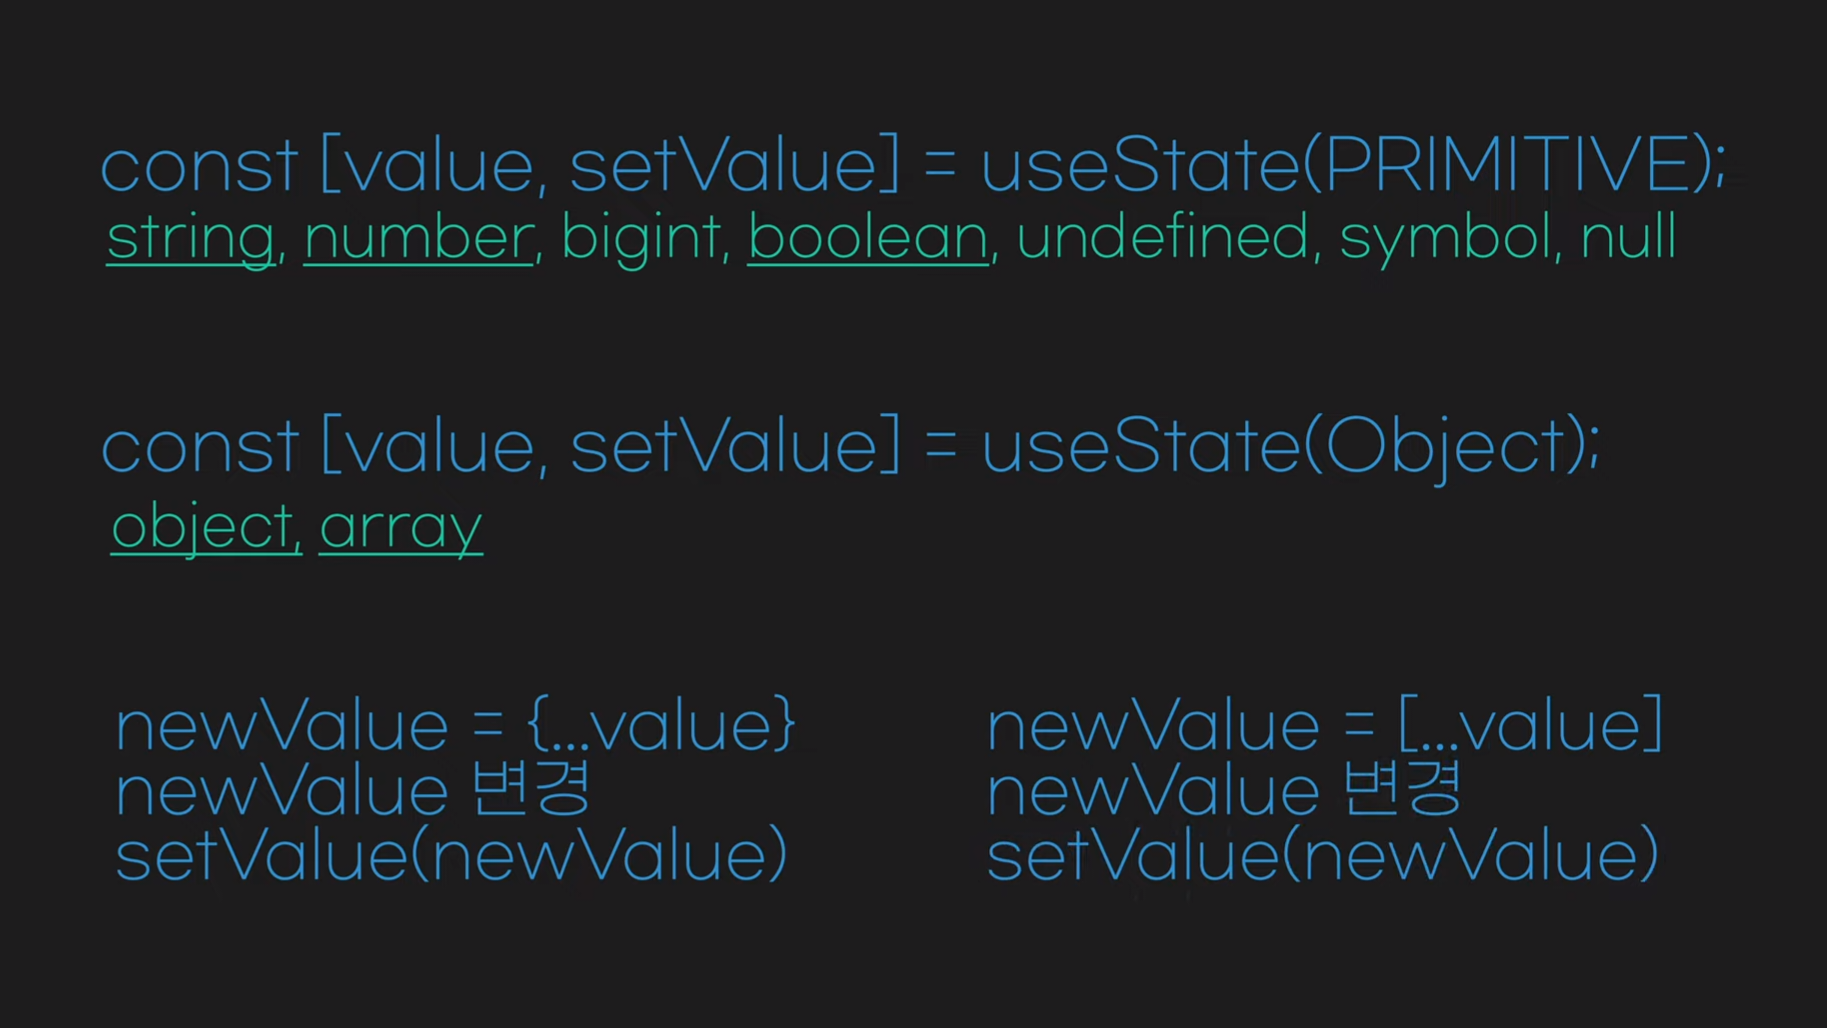 const [value, setValue] = useState(PRIMITIVE);
string, number, bigint, boolean, undefined, symbol, null
const [value, setValue] = useState(Object);
object, array
newValue = {...value}
newValue 변경
setValue(newValue)
newValue = [...value]
newValue 변경
setValue(newValue)